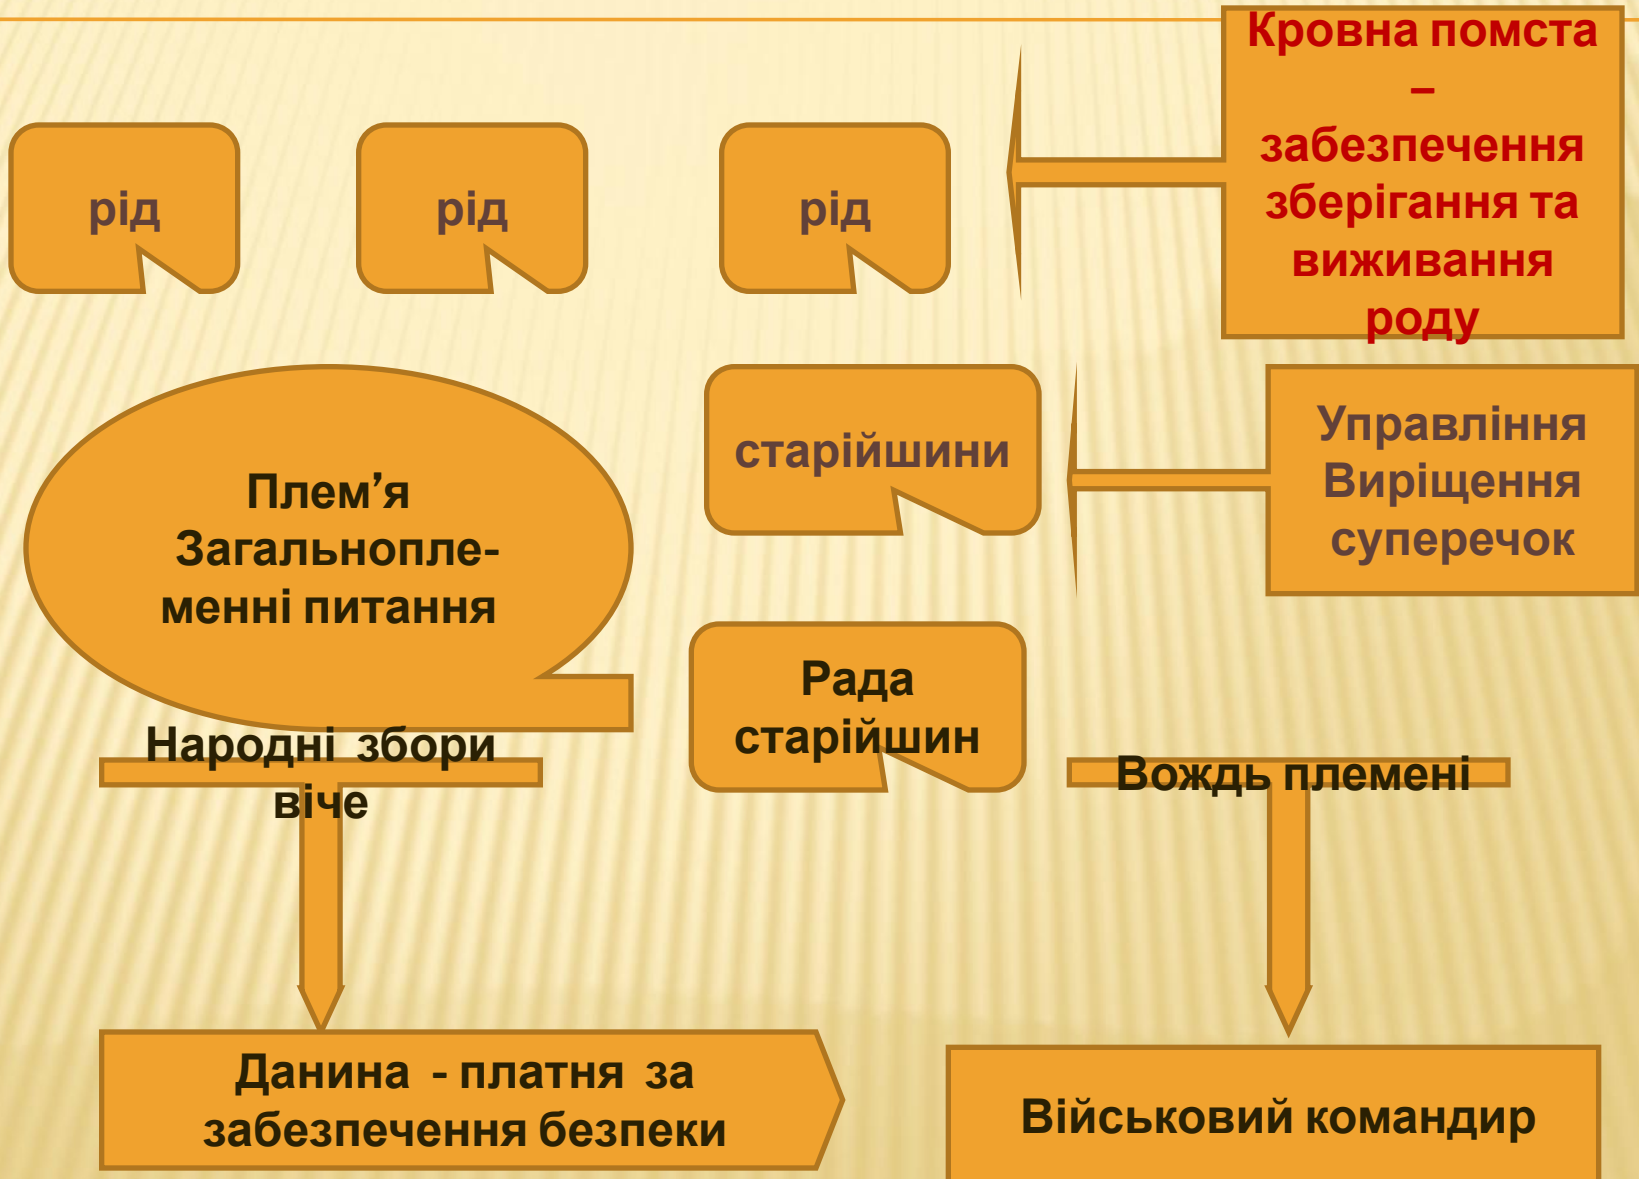 Кровна помста
–
забезпечення
зберігання та
виживання
роду
рід
рід
рід
старійшини
Управління
Виріщення
суперечок
Плем’я
Загальнопле-
менні питання
Народні збори
віче
Рада
старійшин
Вождь племені
Данина - платня за
забезпечення безпеки
Військовий командир